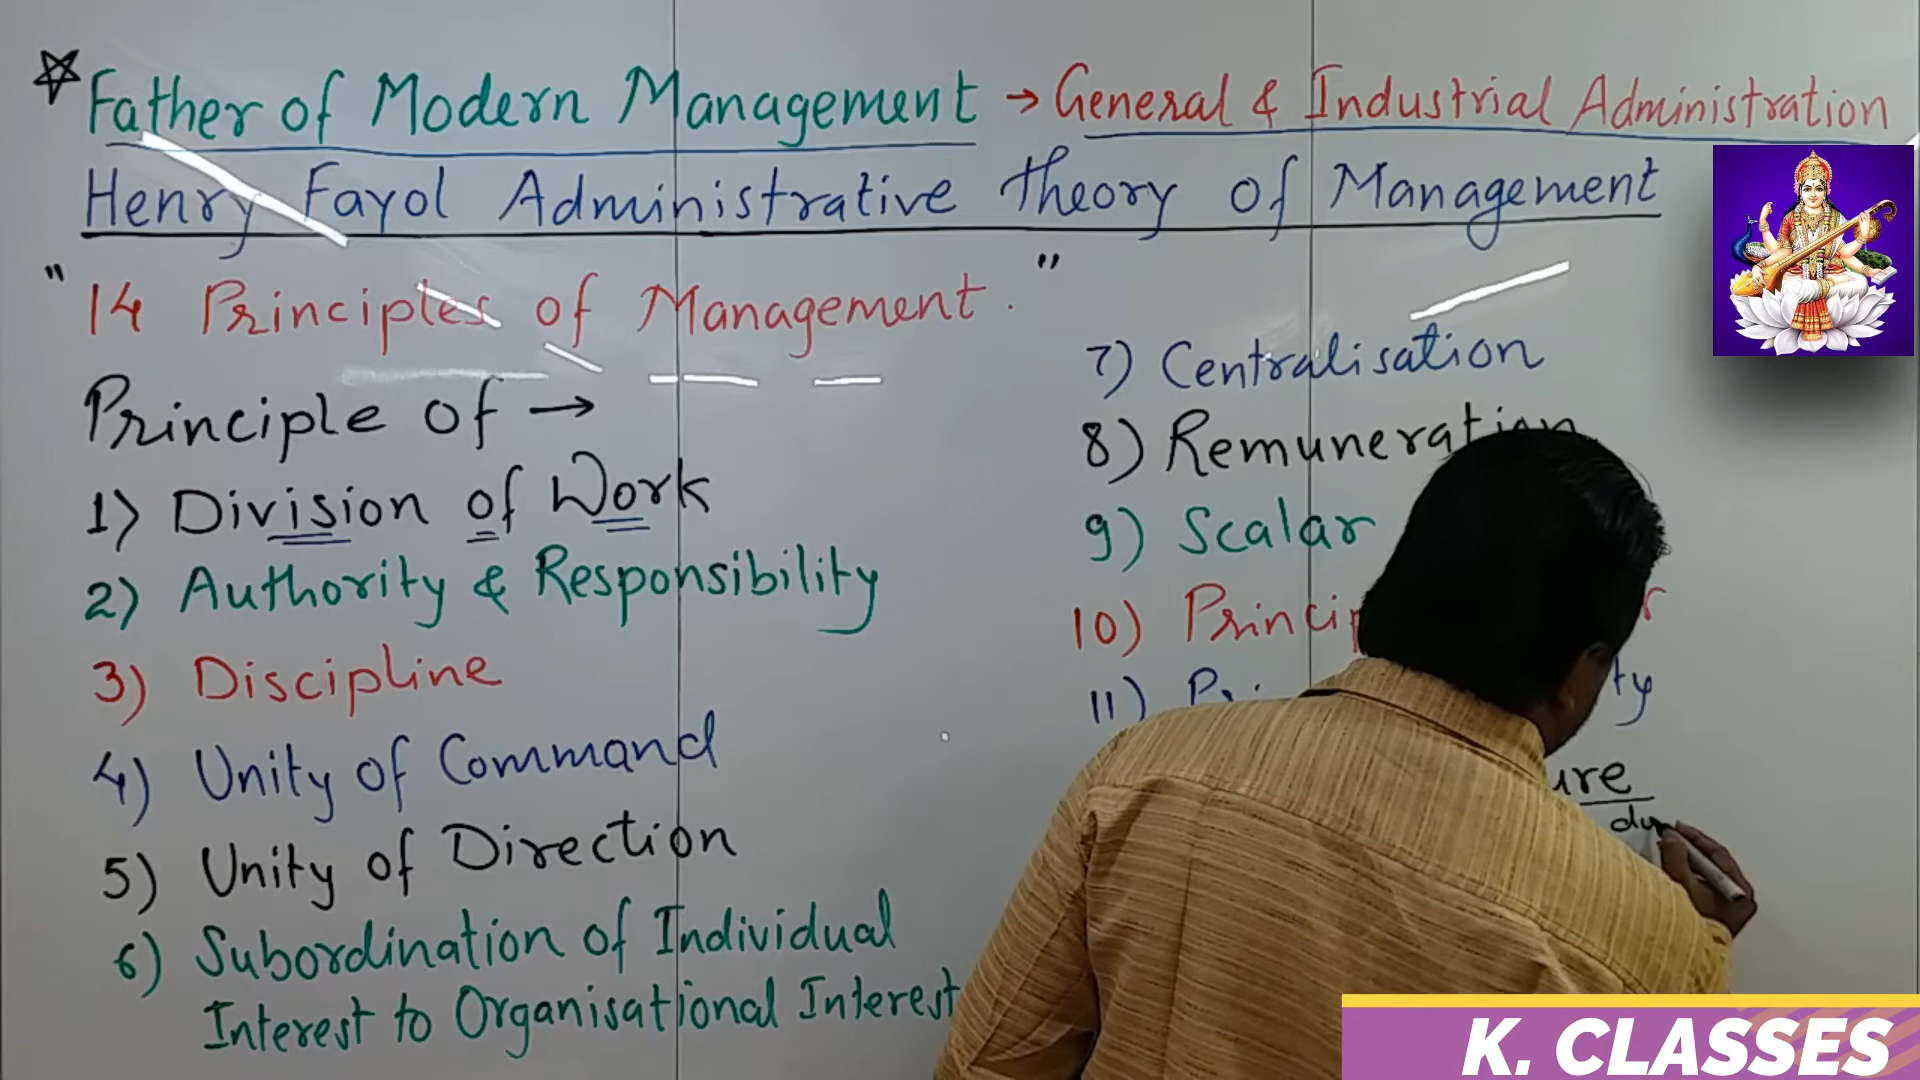 Father of Modern Management → General & Industrial Administration
Henry Fayol Administrative Theory of Management
"14 Principles of Management."
Principle of →
1) Division of Work
2) Authority & Responsibility
3) Discipline
4) Unity of Command
5) Unity of Direction
6) Subordination of Individual
Interest to Organisational Interest
7) Centralisation
8) Remuneration
9) Scalar
10)
11)
K. CLASSES